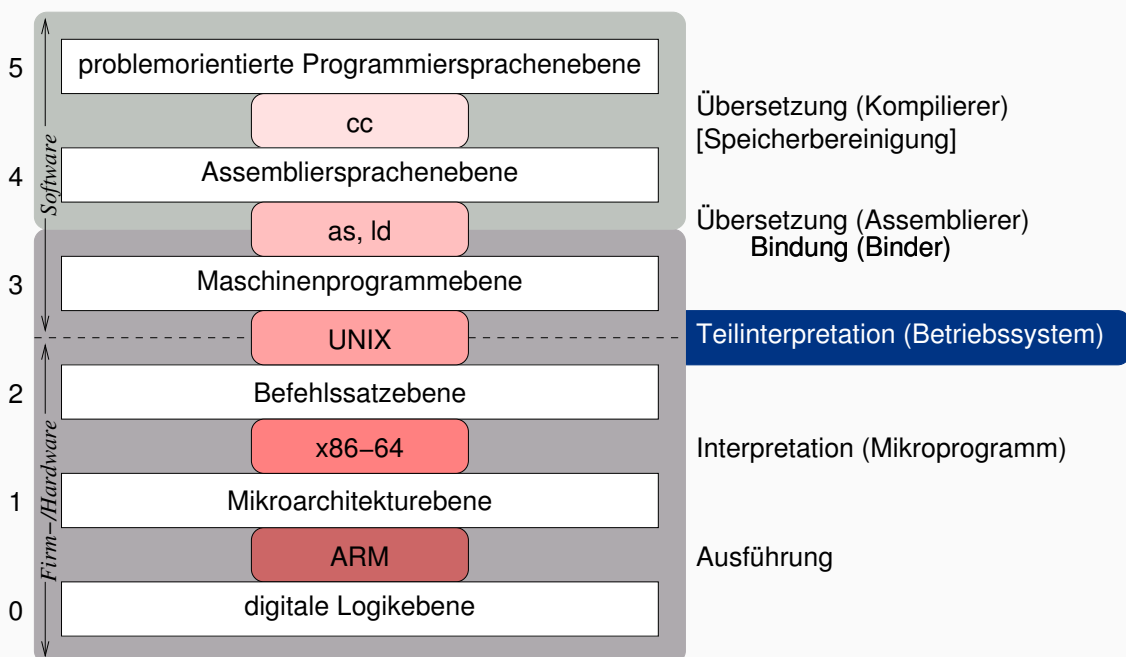 5
problemorientierte Programmiersprachenebene
cc
Übersetzung (Kompilierer)
[Speicherbereinigung]
4
Assembliersprachenebene
Software
as, ld
Übersetzung (Assemblierer)
Bindung (Binder)
3
Maschinenprogrammebene
UNIX
Teilinterpretation (Betriebssystem)
2
Befehlssatzebene
x86−64
Interpretation (Mikroprogramm)
1
Mikroarchitekturebene
Firm−/Hardware
ARM
Ausführung
0
digitale Logikebene